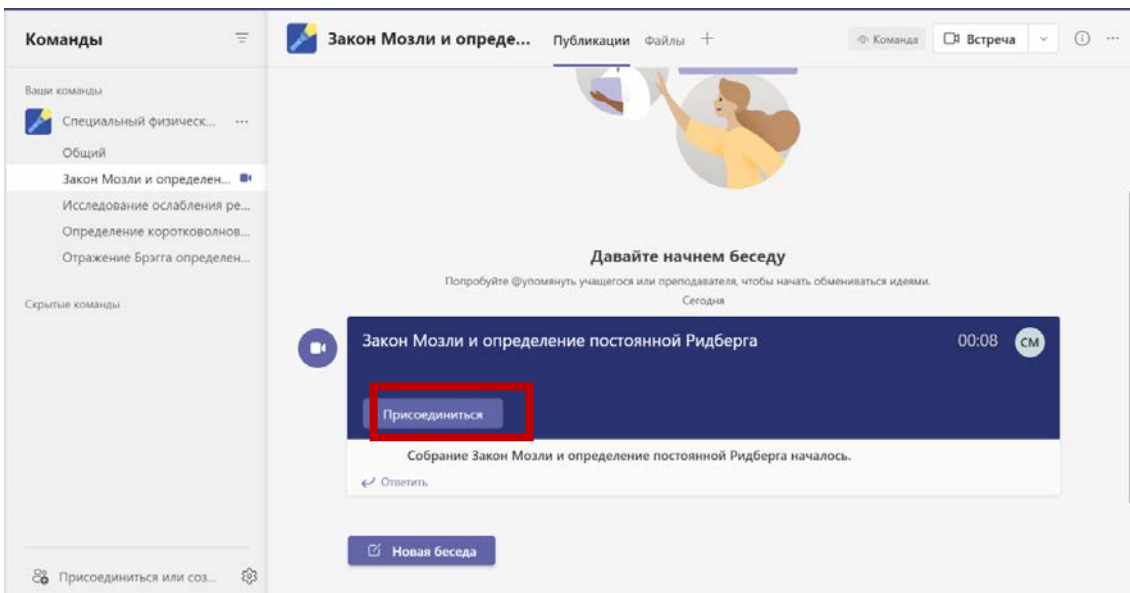 Команды
Закон Мозли и опреде...
Публикации
Файлы
Команда
Встреча
Ваши команды
Специальный физическ...
Общий
Закон Мозли и определен...
Исследование ослабления ре...
Определение коротковолнов...
Отражение Брэгга определен...
Скрытые команды
Давайте начнем беседу
Попробуйте @упомянуть учащегося или преподавателя, чтобы начать обмениваться идеями.
Сегодня
Закон Мозли и определение постоянной Ридберга
00:08
СМ
Присоединиться
Собрание Закон Мозли и определение постоянной Ридберга началось.
Ответить
Новая беседа
Присоединиться или соз...